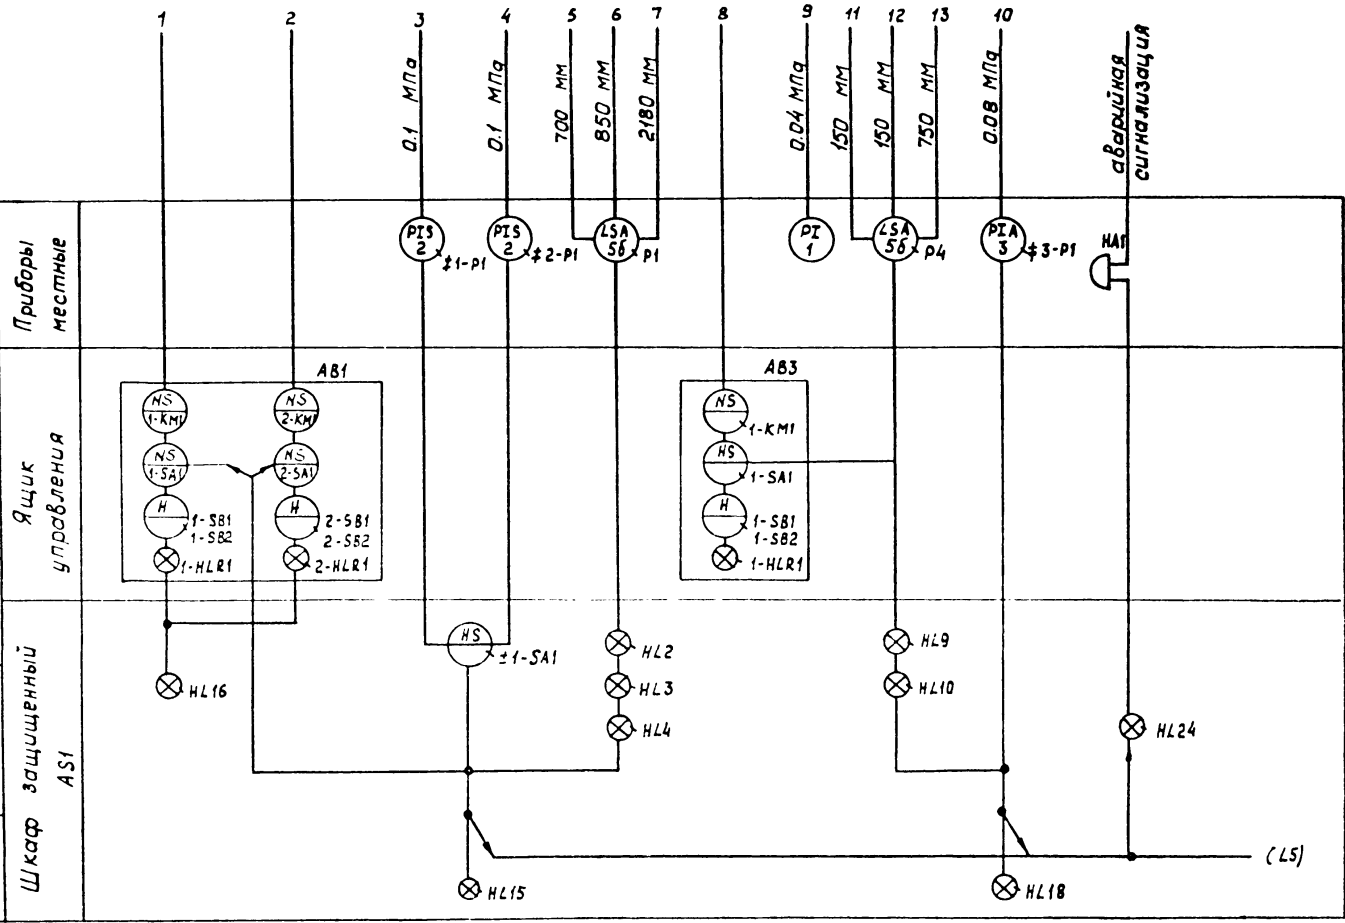 1 2 3 4 5 6 7 8 9 11 12 13 10
0.1 МПа
0.1 МПа
700 мм
850 мм
2180 мм
0.04 МПа
150 мм
150 мм
750 мм
0.08 МПа
аварийная
сигнализация
Приборы
местные
PIS
2
‡1-P1
PIS
2
‡2-P1
LSA
5б
P1
PI
1
LSA
5б
P4
PIA
3
‡3-P1
HA1
Ящик
управления
AB1
NS
1-KM1
NS
2-KM1
NS
1-SA1
NS
2-SA1
H
1-SB1
1-SB2
H
2-SB1
2-SB2
1-HLR1
2-HLR1
AB3
NS
1-KM1
HS
1-SA1
H
1-SB1
1-SB2
1-HLR1
Шкаф защищенный
AS1
HS
±1-SA1
HL2
HL3
HL4
HL9
HL10
HL16
HL24
(L5)
HL15
HL18